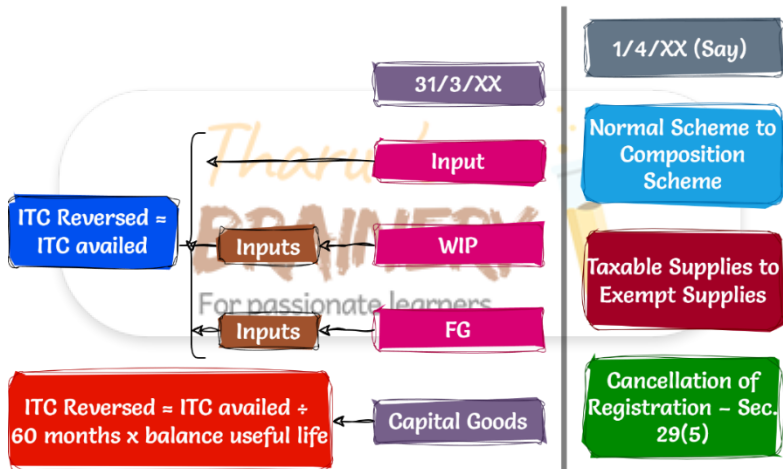 31/3/XX
1/4/XX (Say)
Input
Normal Scheme to
Composition
Scheme
ITC Reversed =
ITC availed
Inputs
WIP
BRAINERY
For passionate learners
Inputs
FG
Taxable Supplies to
Exempt Supplies
ITC Reversed = ITC availed ÷
60 months x balance useful life
Capital Goods
Cancellation of
Registration – Sec.
29(5)